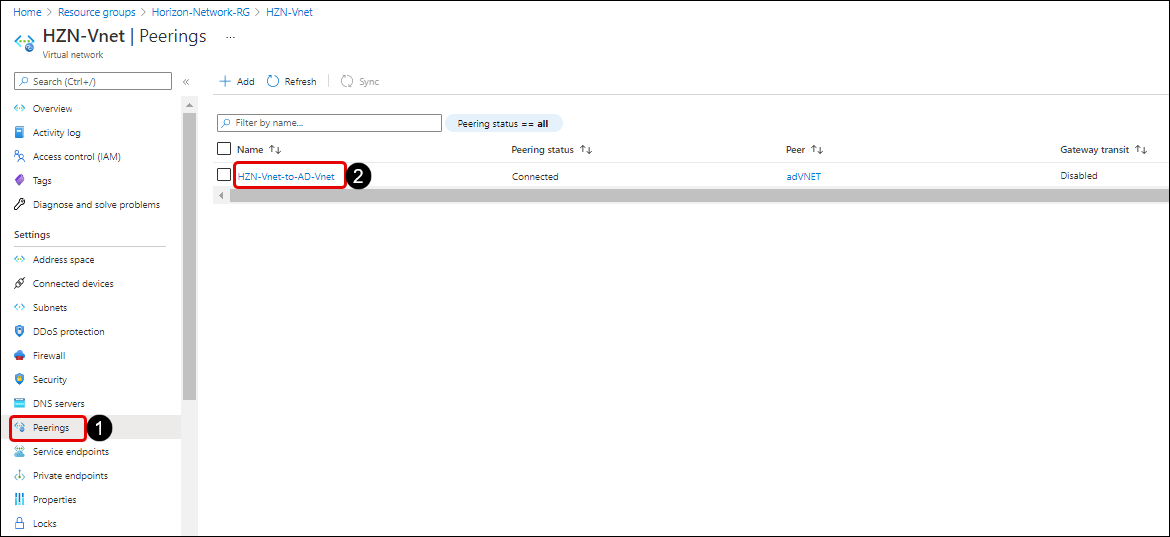 Home > Resource groups > Horizon-Network-RG > HZN-Vnet
HZN-Vnet | Peerings ...
Virtual network
Search (Ctrl+/) «
Overview
Activity log
Access control (IAM)
Tags
Diagnose and solve problems
Settings
Address space
Connected devices
Subnets
DDoS protection
Firewall
Security
DNS servers
Peerings 1
Service endpoints
Private endpoints
Properties
Locks
+ Add Refresh Sync
Filter by name... Peering status == all
Name ↑↓ Peering status ↑↓ Peer ↑↓ Gateway transit ↑↓
HZN-Vnet-to-AD-Vnet 2 Connected adVNET Disabled